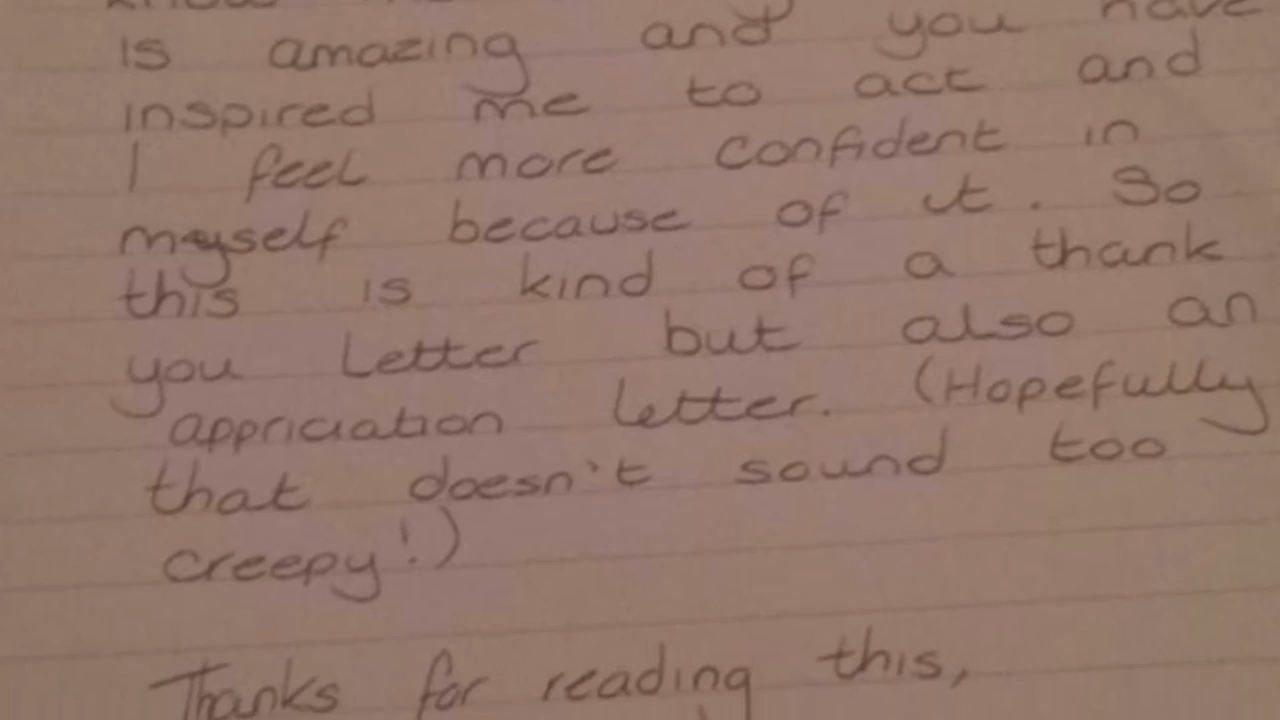 is amazing and you have
inspired me to act and
I feel more confident in
myself because of it. So
this is kind of a thank
you letter but also an
appriciation letter. (Hopefully
that doesn't sound too
creepy!)
Thanks for reading this,